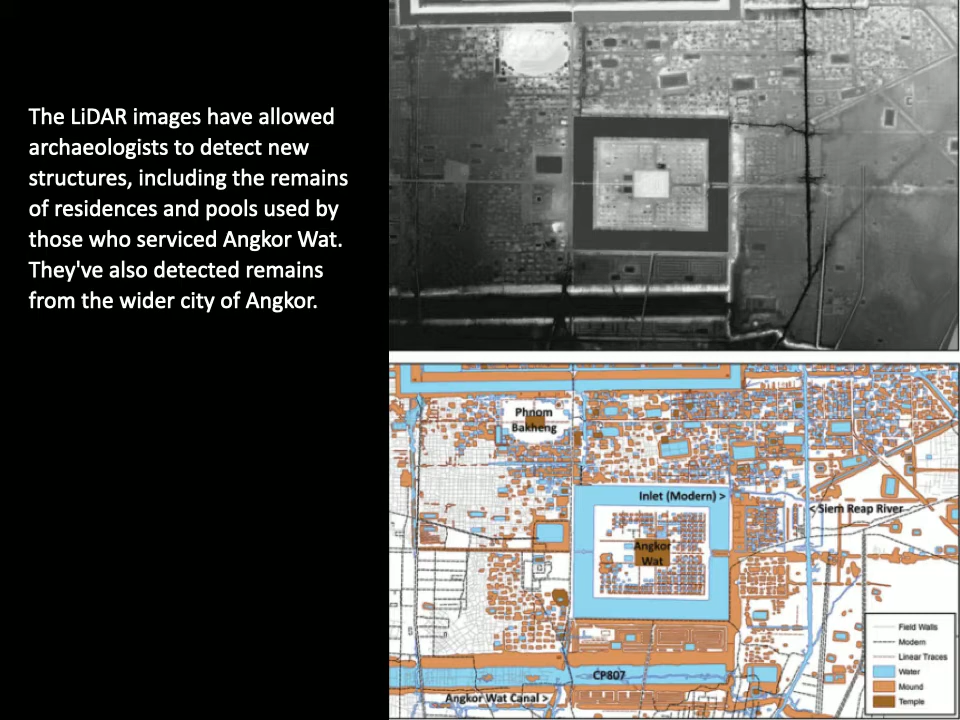 The LiDAR images have allowed
archaeologists to detect new
structures, including the remains
of residences and pools used by
those who serviced Angkor Wat.
They've also detected remains
from the wider city of Angkor.
Phnom
Bakheng
Inlet (Modern) >
< Siem Reap River
Angkor
Wat
CP807
Angkor Wat Canal >
Field Walls
Modern
Linear Traces
Water
Mound
Temple